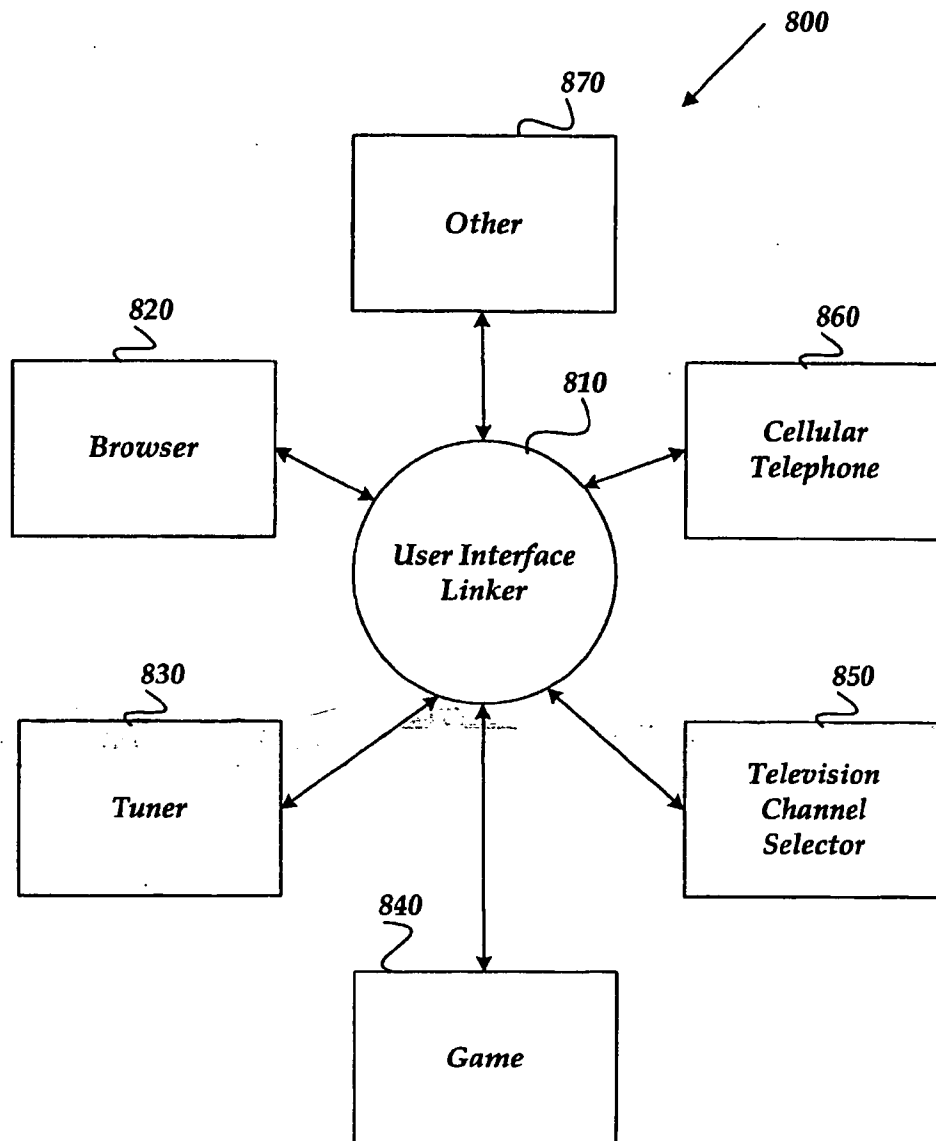 800
870
Other
820
860
Browser
810
Cellular
Telephone
User Interface
Linker
830
850
Tuner
Television
Channel
Selector
840
Game